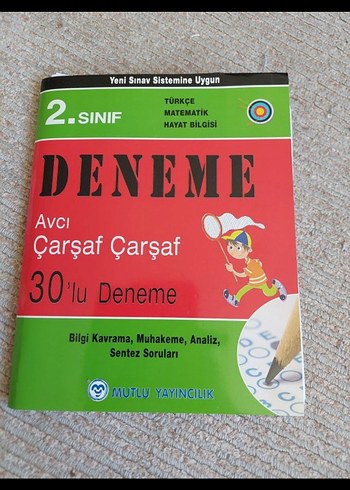 Yeni Sınav Sistemine Uygun
2. SINIF
TÜRKÇE
MATEMATİK
HAYAT BİLGİSİ
DENEME
Avcı
Çarşaf Çarşaf
30'lu Deneme
Bilgi Kavrama, Muhakeme, Analiz,
Sentez Soruları
MUTLU YAYINCILIK